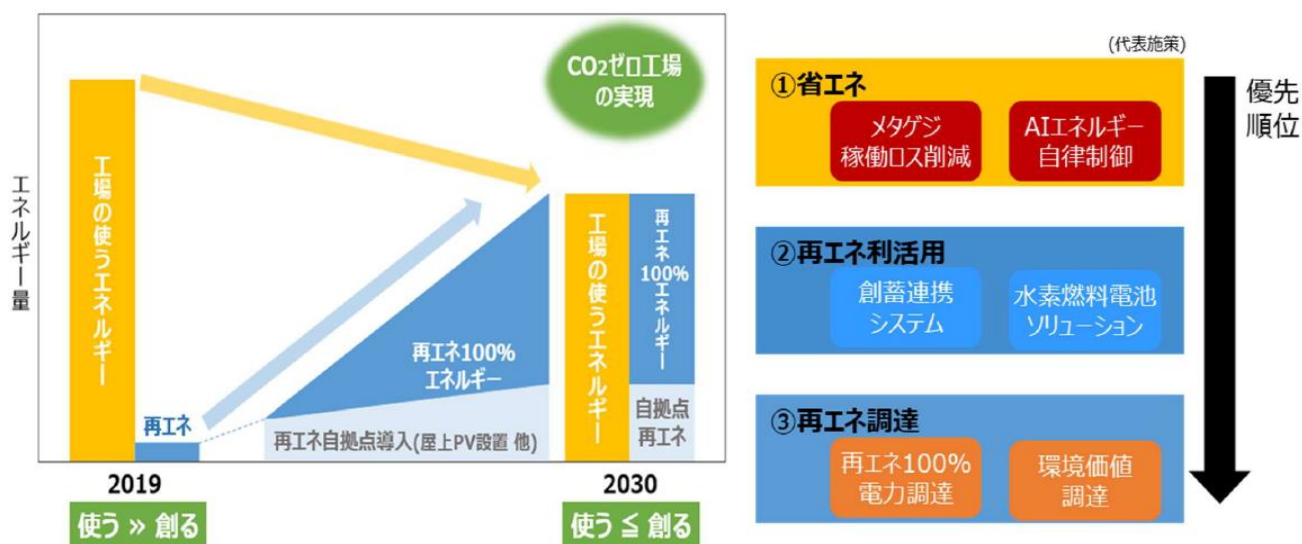 CO2ゼロ工場
の実現
エネルギー量
工場の使うエネルギー
再エネ
再エネ100%
エネルギー
再エネ自拠点導入(屋上PV設置 他)
工場の使うエネルギー
再エネ
100%
エネルギー
自拠点
再エネ
2019
2030
使う » 創る
使う ≦ 創る
(代表施策)
①省エネ
メタゲジ
稼働ロス削減
AIエネルギー
自律制御
②再エネ利活用
創蓄連携
システム
水素燃料電池
ソリューション
③再エネ調達
再エネ100%
電力調達
環境価値
調達
優先
順位